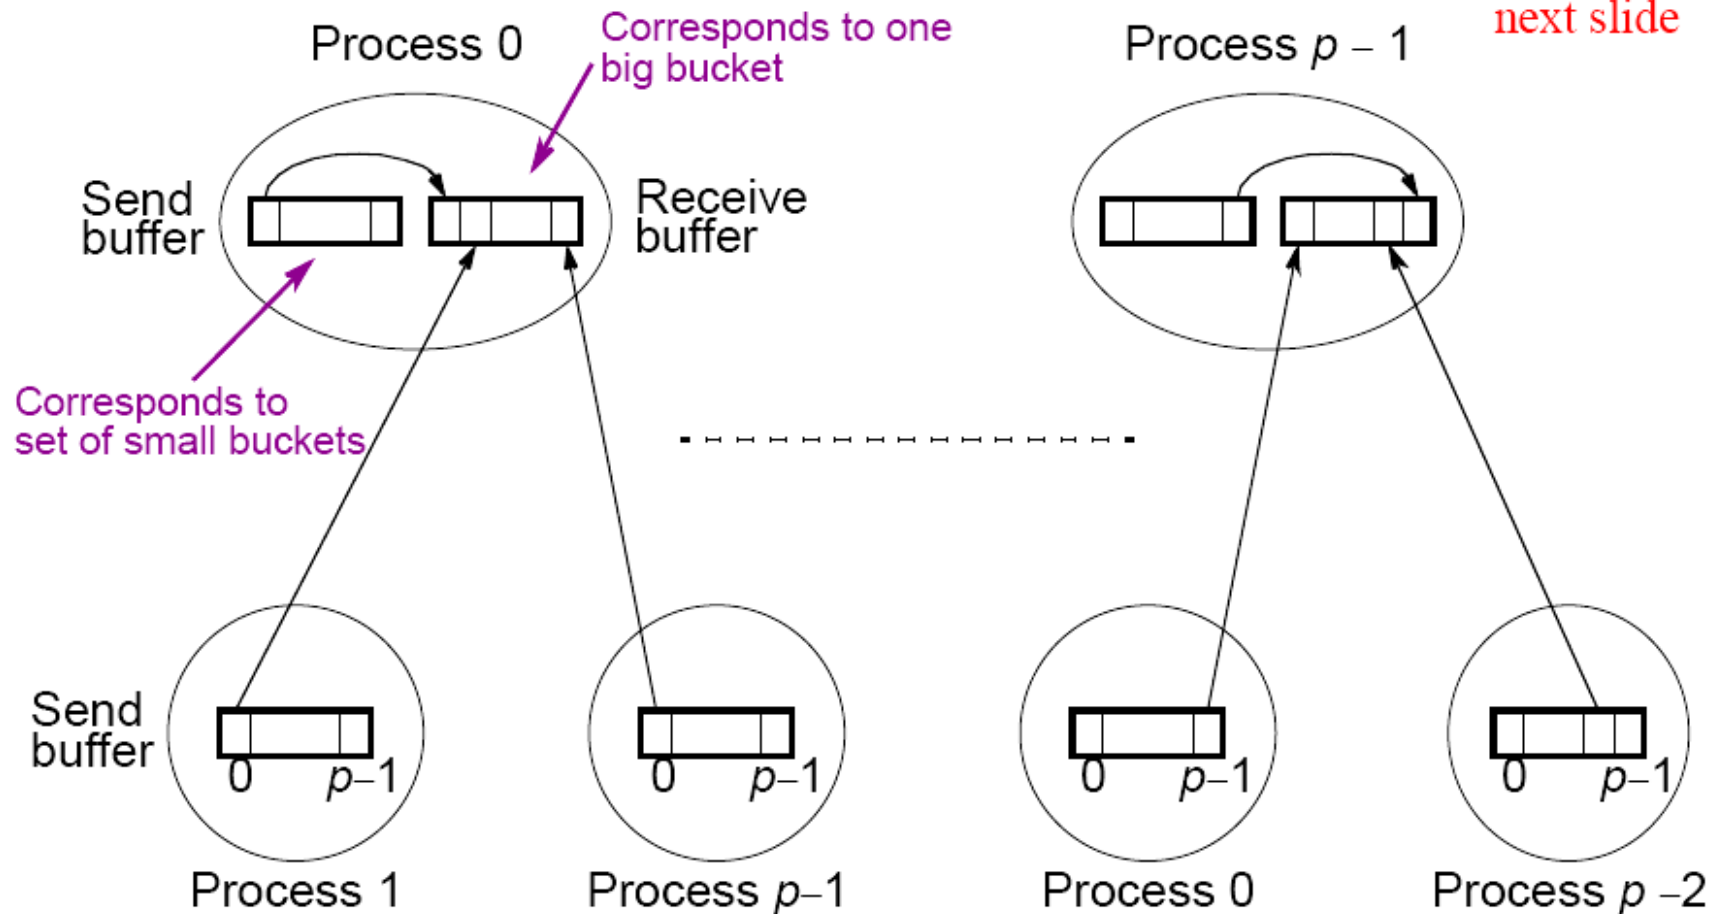 next slide
Process 0
Corresponds to one
big bucket
Process p – 1
Send
buffer
Receive
buffer
Corresponds to
set of small buckets
Send
buffer
0 p–1
0 p–1
0 p–1
0 p–1
Process 1
Process p–1
Process 0
Process p –2